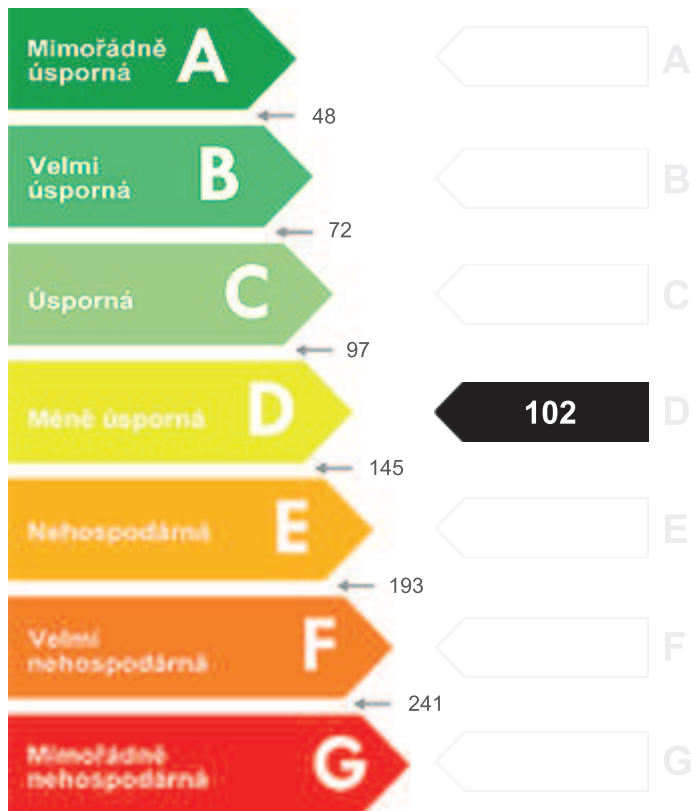 Mimořádně
úsporná
A
A
48
Velmi
úsporná
B
B
72
Úsporná
C
C
97
Méně úsporná
D
102
D
145
Nehospodárná
E
E
193
Velmi
nehospodárná
F
F
241
Mimořádně
nehospodárná
G
G